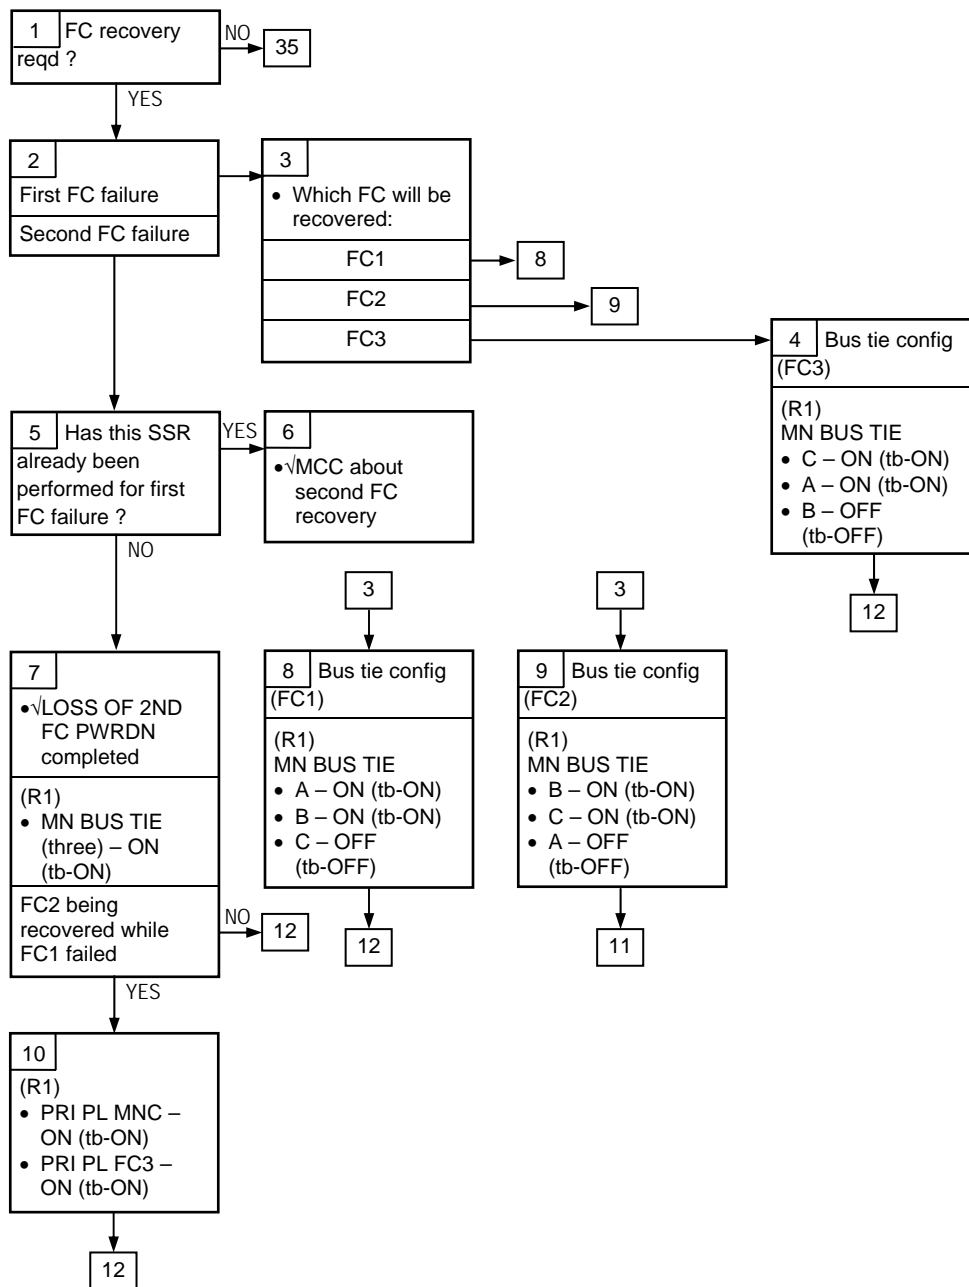 1 FC recovery
reqd ?
NO
35
YES
2
First FC failure
Second FC failure
3
• Which FC will be
recovered:
FC1
8
FC2
9
FC3
4 Bus tie config
(FC3)
(R1)
MN BUS TIE
• C – ON (tb-ON)
• A – ON (tb-ON)
• B – OFF
(tb-OFF)
12
5 Has this SSR
already been
performed for first
FC failure ?
YES
NO
6
•√MCC about
second FC
recovery
7
•√LOSS OF 2ND
FC PWRDN
completed
(R1)
• MN BUS TIE
(three) – ON
(tb-ON)
FC2 being
recovered while
FC1 failed
NO
12
YES
3
8 Bus tie config
(FC1)
(R1)
MN BUS TIE
• A – ON (tb-ON)
• B – ON (tb-ON)
• C – OFF
(tb-OFF)
12
3
9 Bus tie config
(FC2)
(R1)
MN BUS TIE
• B – ON (tb-ON)
• C – ON (tb-ON)
• A – OFF
(tb-OFF)
11
10
(R1)
• PRI PL MNC –
ON (tb-ON)
• PRI PL FC3 –
ON (tb-ON)
12